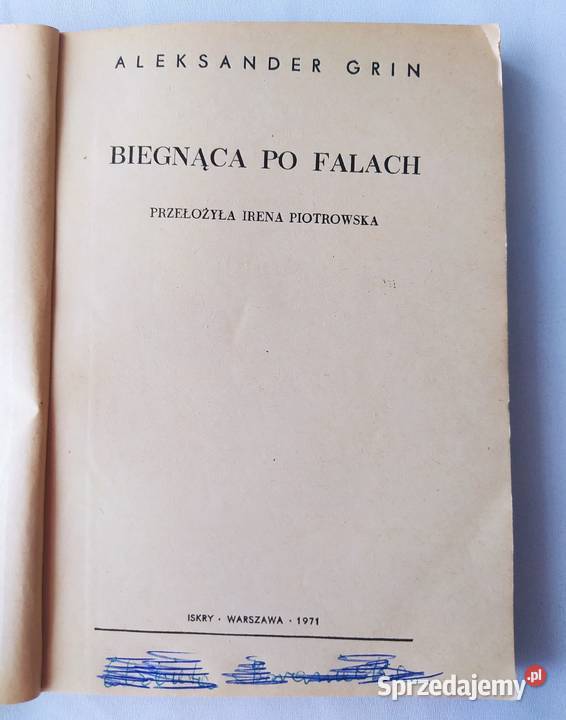 ALEKSANDER GRIN
BIEGNĄCA PO FALACH
PRZEŁOŻYŁA IRENA PIOTROWSKA
ISKRY · WARSZAWA · 1971
Sprzedajemy.pl